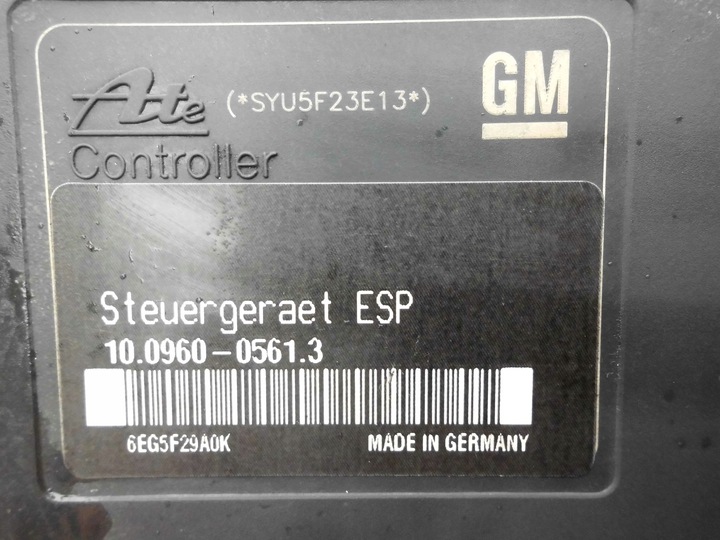 Ate (*SYU5F23E13*) GM
Controller
Steuergeraet ESP
10.0960-0561.3
6EG5F29A0K MADE IN GERMANY